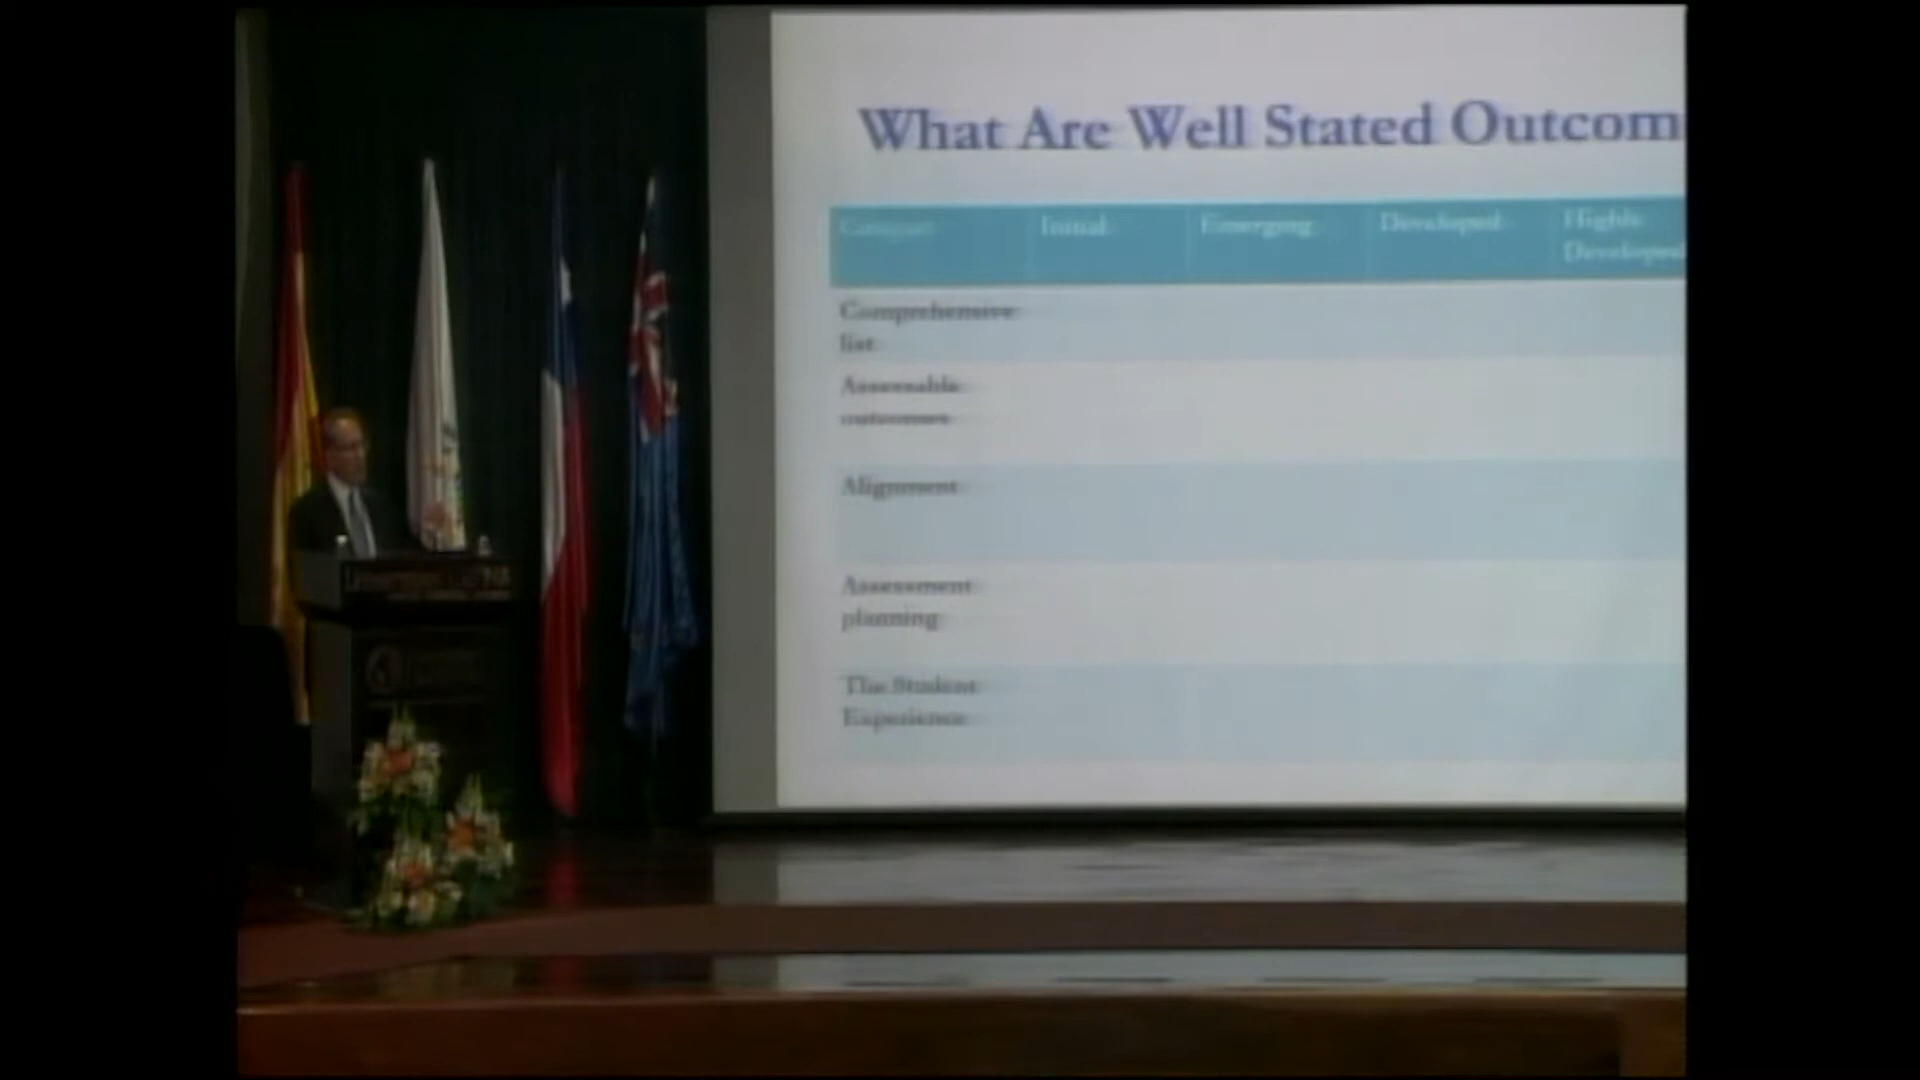 What Are Well Stated Outcom
Initial
Emerging
Developed
Highly
Developed
Comprehensive
list
Assessable
outcomes
Alignment
Assessment
planning
The Student
Experience